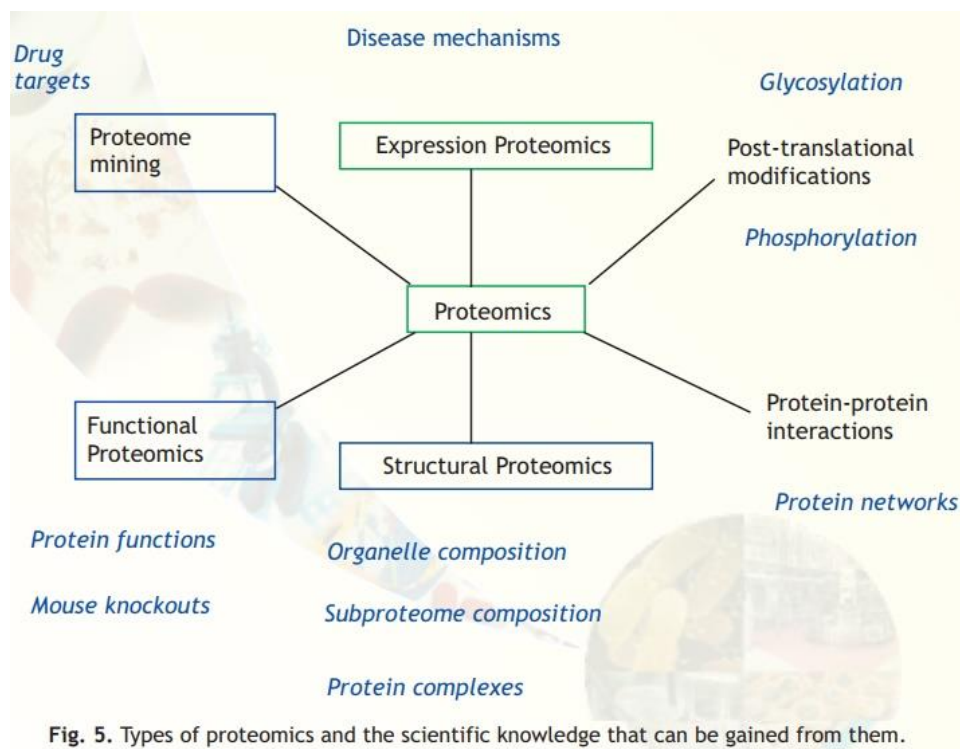 Disease mechanisms
Drug
targets
Glycosylation
Proteome
mining
Expression Proteomics
Post-translational
modifications
Phosphorylation
Proteomics
Functional
Proteomics
Structural Proteomics
Protein-protein
interactions
Protein networks
Protein functions
Organelle composition
Mouse knockouts
Subproteome composition
Protein complexes
Fig. 5. Types of proteomics and the scientific knowledge that can be gained from them.